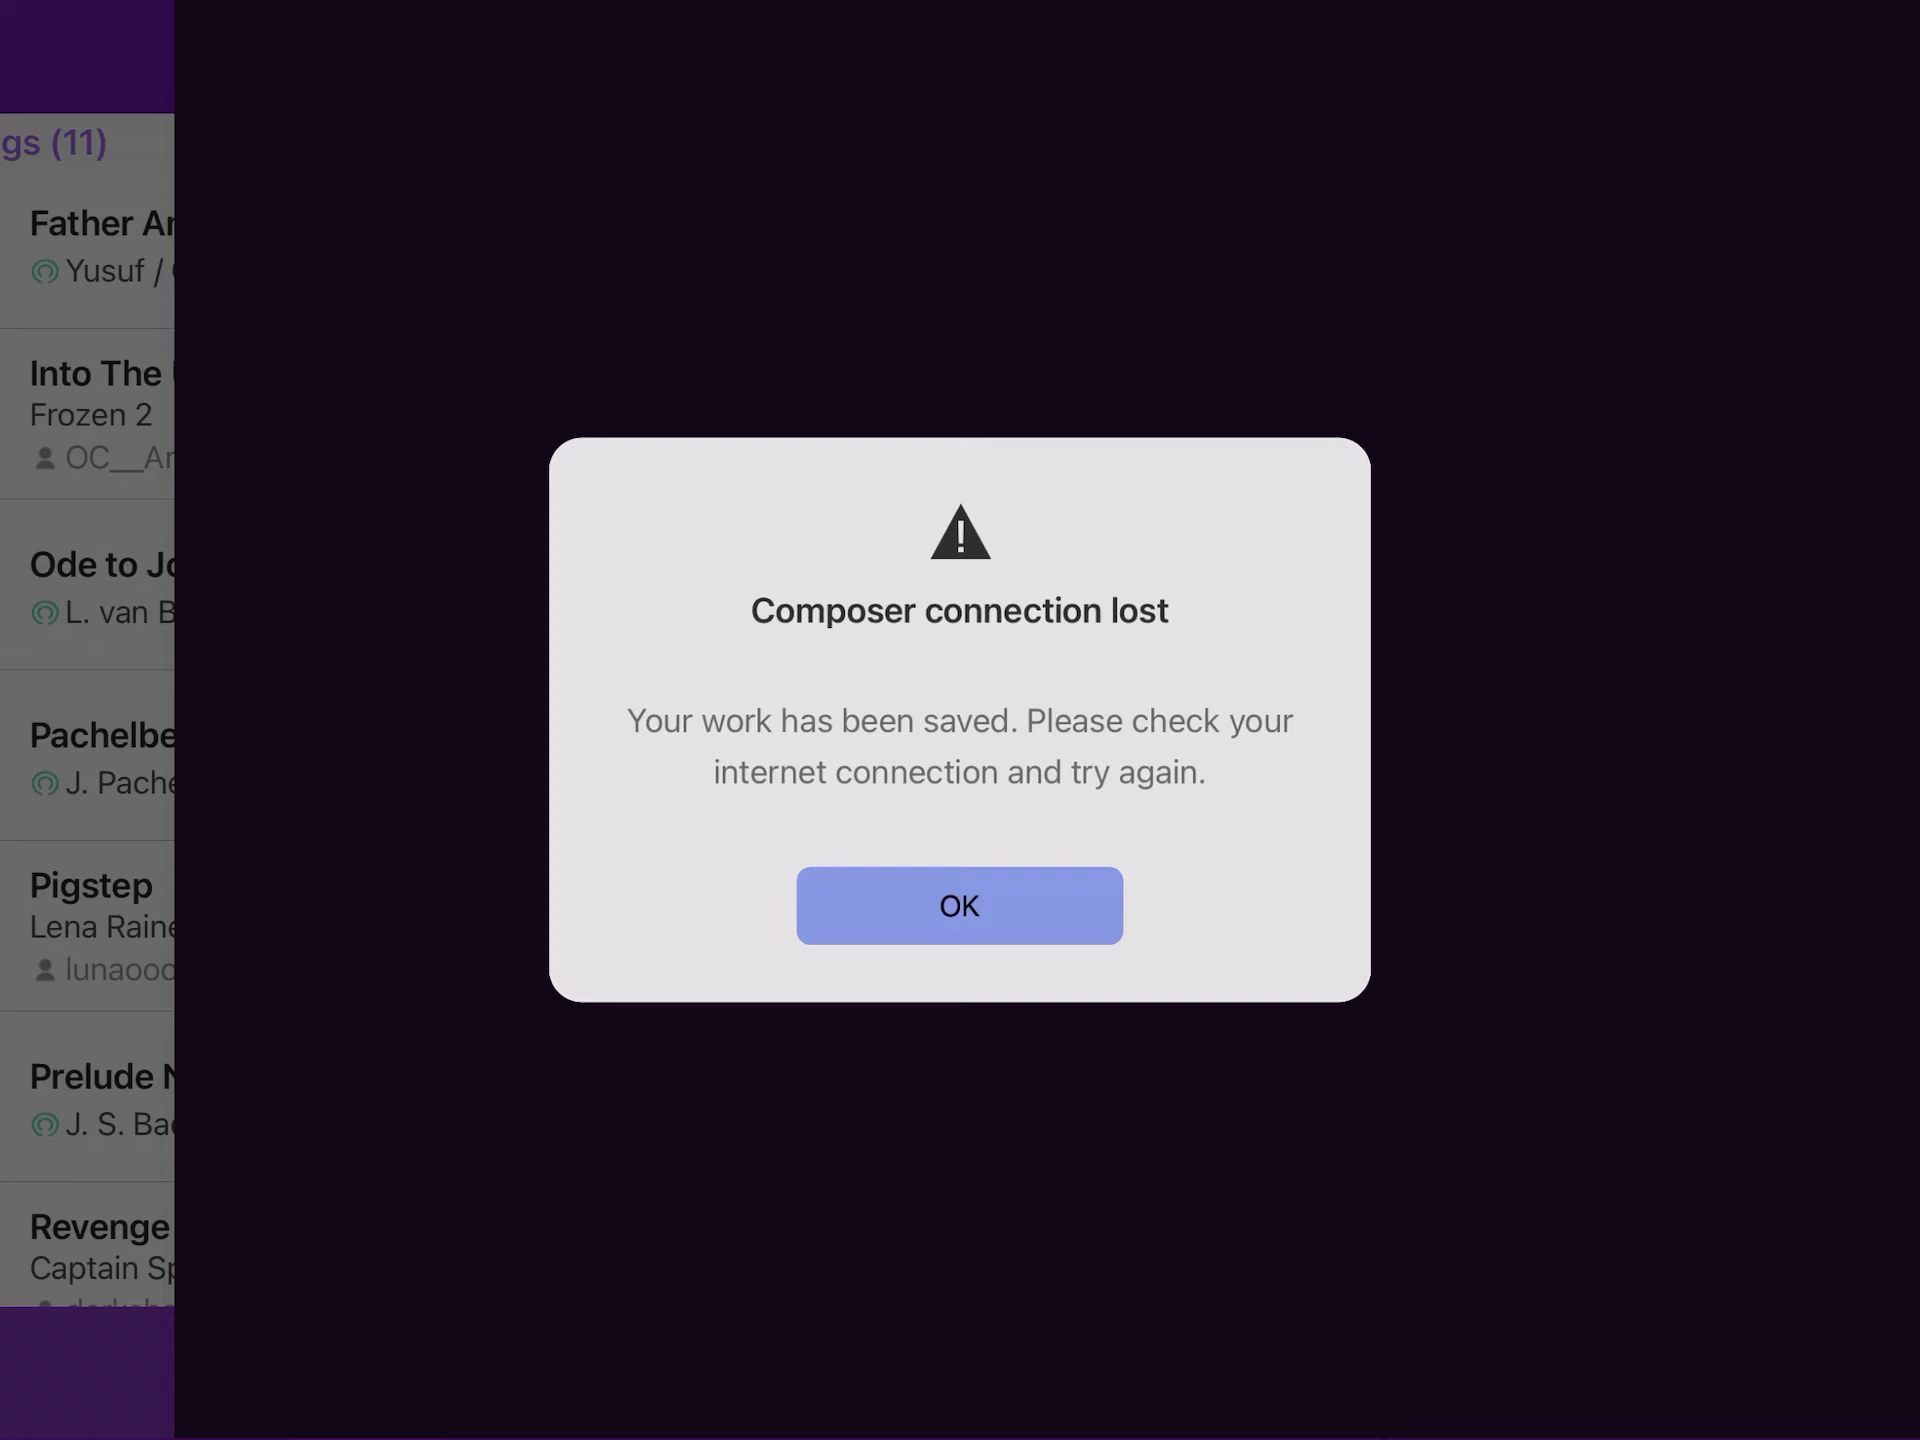 gs (11)
Father
Yusuf /
Into The
Frozen 2
OC__Ar
Ode to
L. van B
Pachelbe
J. Pache
Pigstep
Lena Raine
lunaooo
Prelude
J. S. Bac
Revenge
Captain Sp
Composer connection lost
Your work has been saved. Please check your
internet connection and try again.
OK